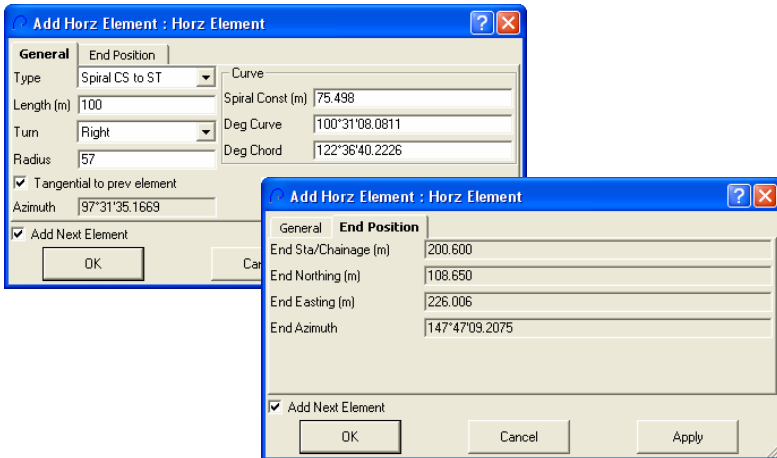 Add Horz Element : Horz Element
General End Position
Type Spiral CS to ST
Length (m) 100
Turn Right
Radius 57
Tangential to prev element
Azimuth 97°31'35.1669
Curve
Spiral Const (m) 75.498
Deg Curve 100°31'08.0811
Deg Chord 122°36'40.2226
Add Next Element
OK
Add Horz Element : Horz Element
General End Position
End Sta/Chainage (m) 200.600
End Northing (m) 108.650
End Easting (m) 226.006
End Azimuth 147°47'09.2075
Add Next Element
OK Cancel Apply